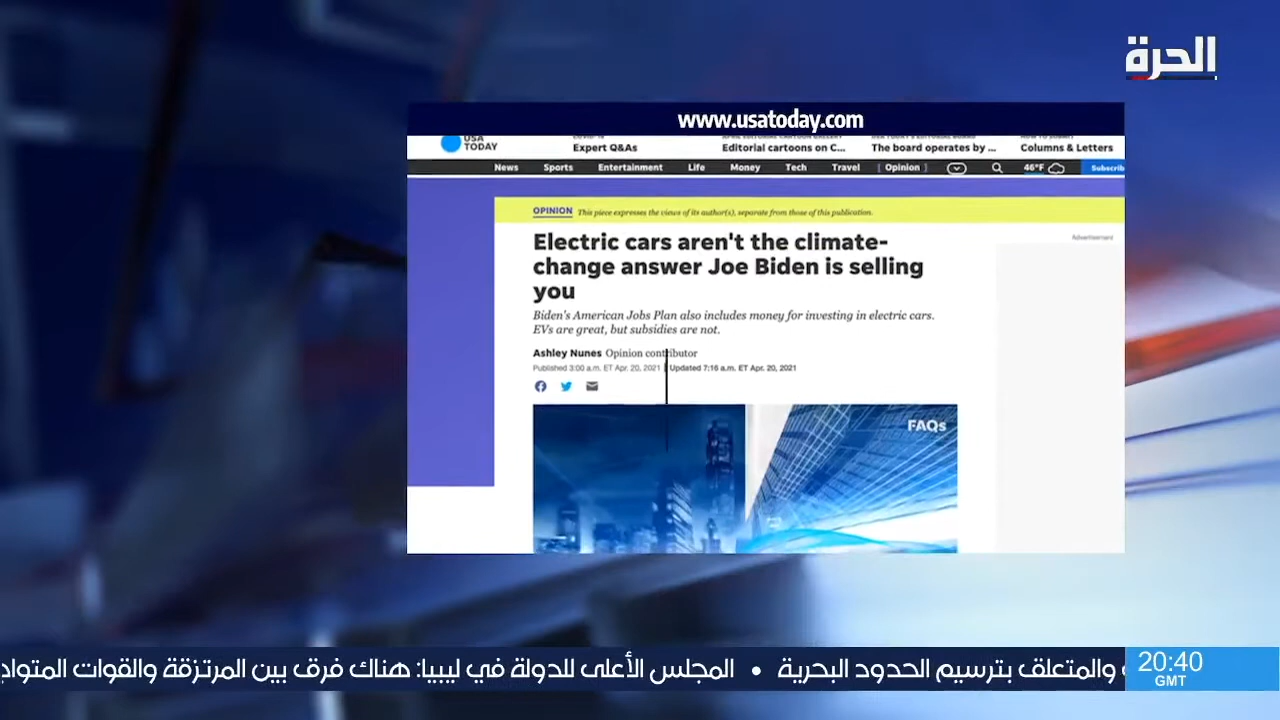 الحرة
www.usatoday.com
USA
TODAY
Expert Q&As
Editorial cartoons on C...
The board operates by ...
Columns & Letters
News Sports Entertainment Life Money Tech Travel Opinion 46°F Subscrib
OPINION This piece expresses the views of its author(s), separate from those of this publication.
Advertisement
Electric cars aren't the climate-
change answer Joe Biden is selling
you
Biden's American Jobs Plan also includes money for investing in electric cars.
EVs are great, but subsidies are not.
Ashley Nunes Opinion contributor
Published 3:00 a.m. ET Apr. 20, 2021 Updated 7:16 a.m. ET Apr. 20, 2021
FAQs
والمتعلق بترسيم الحدود البحرية • المجلس الأعلى للدولة في ليبيا: هناك فرق بين المرتزقة والقوات المتواج
20:40
GMT